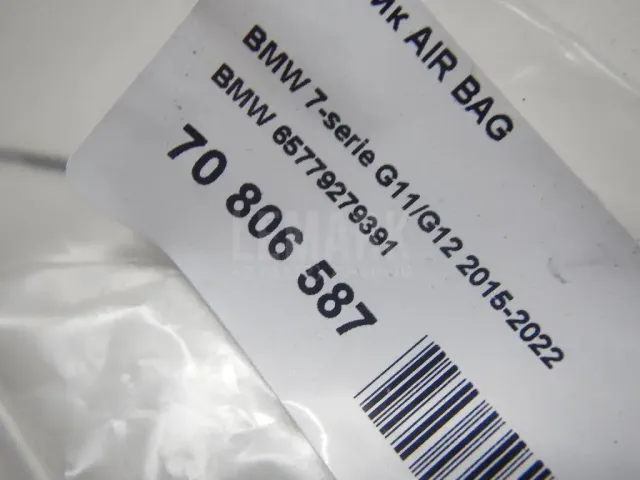 ик AIR BAG
BMW 7-serie G11/G12 2015-2022
BMW 65779279391
70 806 587